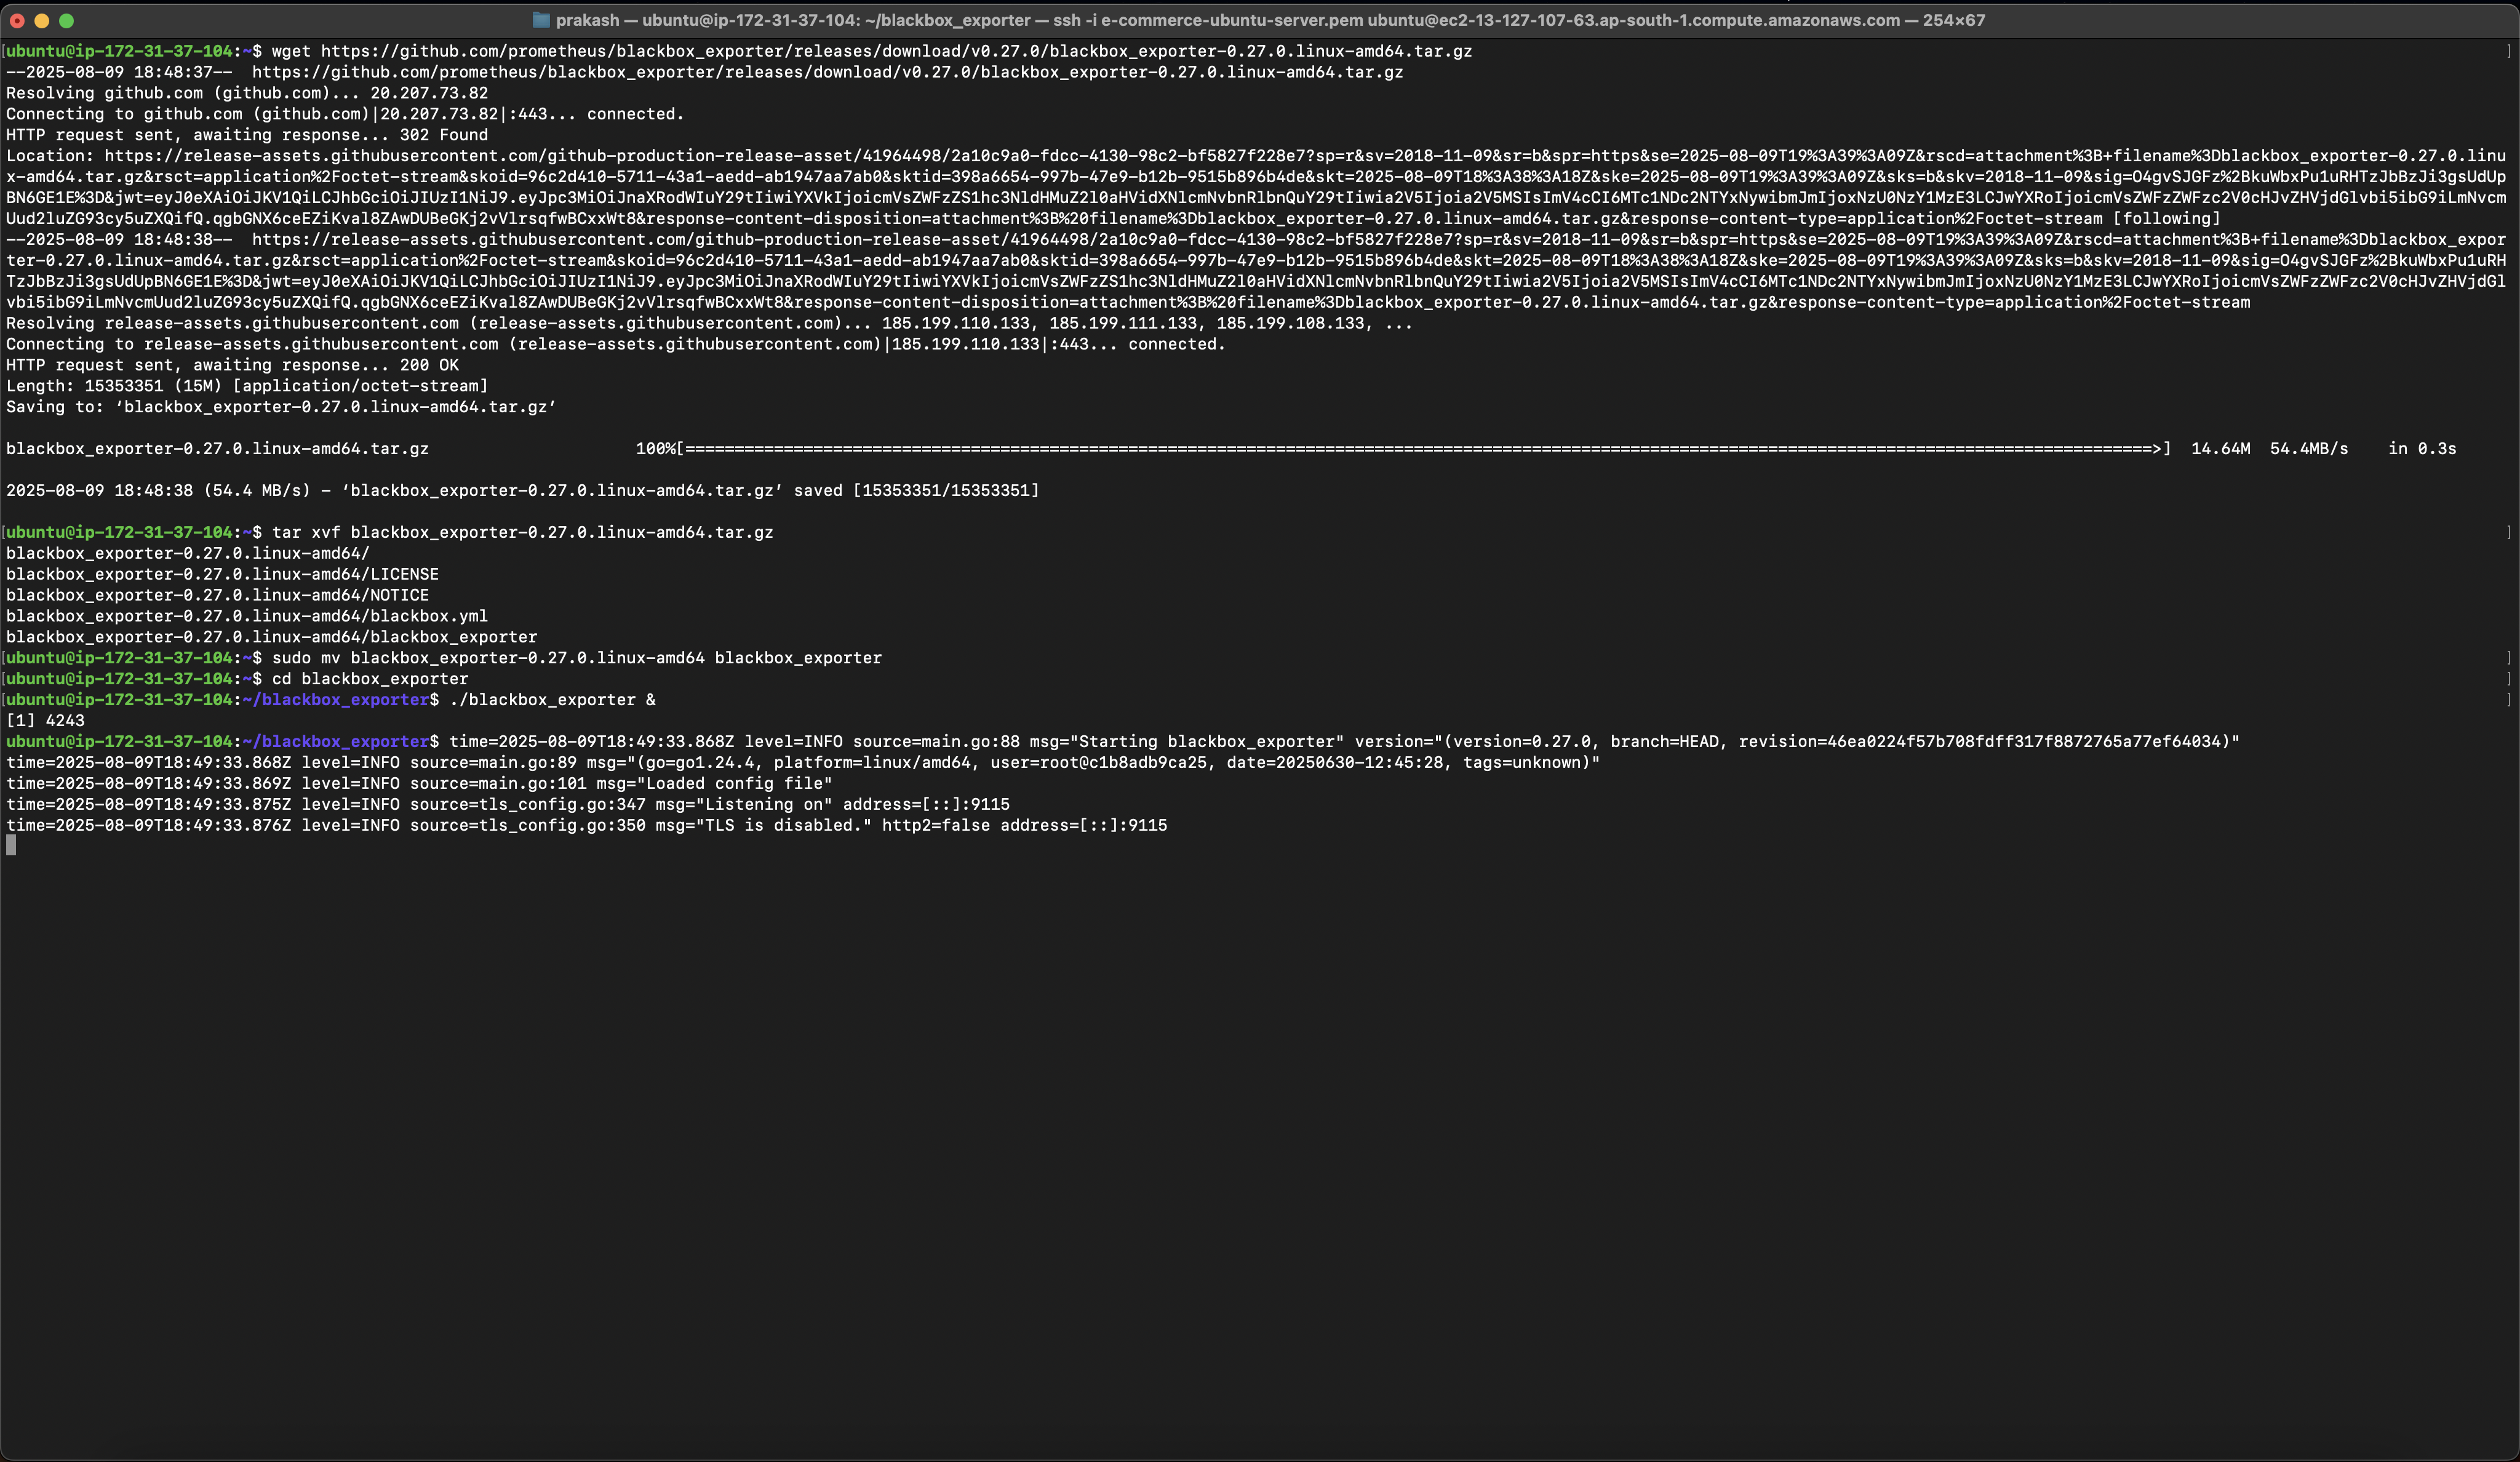 prakash — ubuntu@ip-172-31-37-104: ~/blackbox_exporter — ssh -i e-commerce-ubuntu-server.pem ubuntu@ec2-13-127-107-63.ap-south-1.compute.amazonaws.com — 254×67
[ubuntu@ip-172-31-37-104:~$ wget https://github.com/prometheus/blackbox_exporter/releases/download/v0.27.0/blackbox_exporter-0.27.0.linux-amd64.tar.gz ]
--2025-08-09 18:48:37--  https://github.com/prometheus/blackbox_exporter/releases/download/v0.27.0/blackbox_exporter-0.27.0.linux-amd64.tar.gz
Resolving github.com (github.com)... 20.207.73.82
Connecting to github.com (github.com)|20.207.73.82|:443... connected.
HTTP request sent, awaiting response... 302 Found
Location: https://release-assets.githubusercontent.com/github-production-release-asset/41964498/2a10c9a0-fdcc-4130-98c2-bf5827f228e7?sp=r&sv=2018-11-09&sr=b&spr=https&se=2025-08-09T19%3A39%3A09Z&rscd=attachment%3B+filename%3Dblackbox_exporter-0.27.0.linu
x-amd64.tar.gz&rsct=application%2Foctet-stream&skoid=96c2d410-5711-43a1-aedd-ab1947aa7ab0&sktid=398a6654-997b-47e9-b12b-9515b896b4de&skt=2025-08-09T18%3A38%3A18Z&ske=2025-08-09T19%3A39%3A09Z&sks=b&skv=2018-11-09&sig=O4gvSJGFz%2BkuWbxPu1uRHTzJbBzJi3gsUdUp
BN6GE1E%3D&jwt=eyJ0eXAiOiJKV1QiLCJhbGciOiJIUzI1NiJ9.eyJpc3MiOiJnaXRodWIuY29tIiwiYXVkIjoicmVsZWFzZS1hc3NldHMuZ2l0aHVidXNlcmNvbnRlbnQuY29tIiwia2V5Ijoia2V5MSIsImV4cCI6MTc1NDc2NTYxNywibmJmIjoxNzU0NzY1MzE3LCJwYXRoIjoicmVsZWFzZWFzc2V0cHJvZHVjdGlvbi5ibG9iLmNvcm
Uud2luZG93cy5uZXQifQ.qgbGNX6ceEZiKval8ZAwDUBeGKj2vVlrsqfwBCxxWt8&response-content-disposition=attachment%3B%20filename%3Dblackbox_exporter-0.27.0.linux-amd64.tar.gz&response-content-type=application%2Foctet-stream [following]
--2025-08-09 18:48:38--  https://release-assets.githubusercontent.com/github-production-release-asset/41964498/2a10c9a0-fdcc-4130-98c2-bf5827f228e7?sp=r&sv=2018-11-09&sr=b&spr=https&se=2025-08-09T19%3A39%3A09Z&rscd=attachment%3B+filename%3Dblackbox_expor
ter-0.27.0.linux-amd64.tar.gz&rsct=application%2Foctet-stream&skoid=96c2d410-5711-43a1-aedd-ab1947aa7ab0&sktid=398a6654-997b-47e9-b12b-9515b896b4de&skt=2025-08-09T18%3A38%3A18Z&ske=2025-08-09T19%3A39%3A09Z&sks=b&skv=2018-11-09&sig=O4gvSJGFz%2BkuWbxPu1uRH
TzJbBzJi3gsUdUpBN6GE1E%3D&jwt=eyJ0eXAiOiJKV1QiLCJhbGciOiJIUzI1NiJ9.eyJpc3MiOiJnaXRodWIuY29tIiwiYXVkIjoicmVsZWFzZS1hc3NldHMuZ2l0aHVidXNlcmNvbnRlbnQuY29tIiwia2V5Ijoia2V5MSIsImV4cCI6MTc1NDc2NTYxNywibmJmIjoxNzU0NzY1MzE3LCJwYXRoIjoicmVsZWFzZWFzc2V0cHJvZHVjdGl
vbi5ibG9iLmNvcmUud2luZG93cy5uZXQifQ.qgbGNX6ceEZiKval8ZAwDUBeGKj2vVlrsqfwBCxxWt8&response-content-disposition=attachment%3B%20filename%3Dblackbox_exporter-0.27.0.linux-amd64.tar.gz&response-content-type=application%2Foctet-stream
Resolving release-assets.githubusercontent.com (release-assets.githubusercontent.com)... 185.199.110.133, 185.199.111.133, 185.199.108.133, ...
Connecting to release-assets.githubusercontent.com (release-assets.githubusercontent.com)|185.199.110.133|:443... connected.
HTTP request sent, awaiting response... 200 OK
Length: 15353351 (15M) [application/octet-stream]
Saving to: ‘blackbox_exporter-0.27.0.linux-amd64.tar.gz’
blackbox_exporter-0.27.0.linux-amd64.tar.gz 100%[=====================================================================================================================================================>] 14.64M 54.4MB/s in 0.3s
2025-08-09 18:48:38 (54.4 MB/s) - ‘blackbox_exporter-0.27.0.linux-amd64.tar.gz’ saved [15353351/15353351]
[ubuntu@ip-172-31-37-104:~$ tar xvf blackbox_exporter-0.27.0.linux-amd64.tar.gz ]
blackbox_exporter-0.27.0.linux-amd64/
blackbox_exporter-0.27.0.linux-amd64/LICENSE
blackbox_exporter-0.27.0.linux-amd64/NOTICE
blackbox_exporter-0.27.0.linux-amd64/blackbox.yml
blackbox_exporter-0.27.0.linux-amd64/blackbox_exporter
[ubuntu@ip-172-31-37-104:~$ sudo mv blackbox_exporter-0.27.0.linux-amd64 blackbox_exporter ]
[ubuntu@ip-172-31-37-104:~$ cd blackbox_exporter ]
[ubuntu@ip-172-31-37-104:~/blackbox_exporter$ ./blackbox_exporter & ]
[1] 4243
ubuntu@ip-172-31-37-104:~/blackbox_exporter$ time=2025-08-09T18:49:33.868Z level=INFO source=main.go:88 msg="Starting blackbox_exporter" version="(version=0.27.0, branch=HEAD, revision=46ea0224f57b708fdff317f8872765a77ef64034)"
time=2025-08-09T18:49:33.868Z level=INFO source=main.go:89 msg="(go=go1.24.4, platform=linux/amd64, user=root@c1b8adb9ca25, date=20250630-12:45:28, tags=unknown)"
time=2025-08-09T18:49:33.869Z level=INFO source=main.go:101 msg="Loaded config file"
time=2025-08-09T18:49:33.875Z level=INFO source=tls_config.go:347 msg="Listening on" address=[::]:9115
time=2025-08-09T18:49:33.876Z level=INFO source=tls_config.go:350 msg="TLS is disabled." http2=false address=[::]:9115